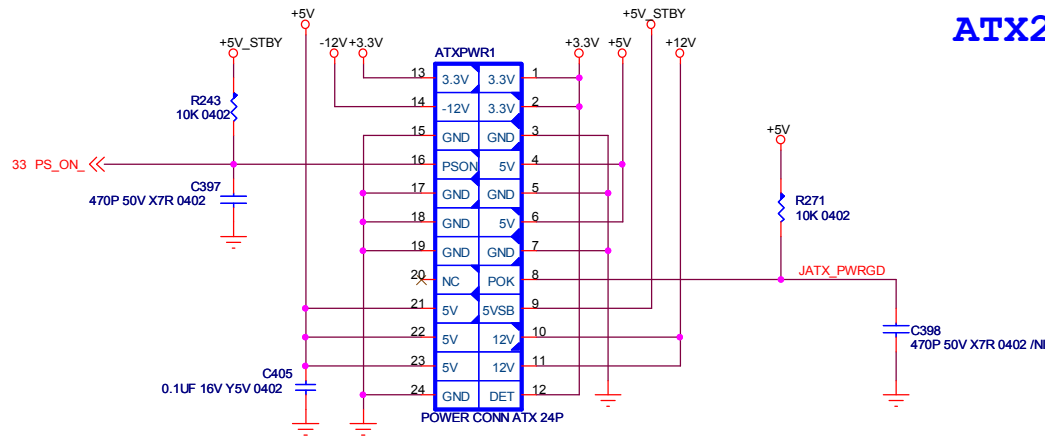 ATX2
+5V
+5V_STBY
-12V
+3.3V
+3.3V
+5V
+5V_STBY
+12V
ATXPWR1
R243
10K 0402
33 PS_ON_
C397
470P 50V X7R 0402
13 3.3V 3.3V 1
14 -12V 3.3V 2
15 GND GND 3
16 PSON 5V 4
17 GND GND 5
18 GND 5V 6
19 GND GND 7
20 NC POK 8
21 5V 5VSB 9
22 5V 12V 10
23 5V 12V 11
24 GND DET 12
POWER CONN ATX 24P
C405
0.1UF 16V Y5V 0402
+5V
R271
10K 0402
JATX_PWRGD
C398
470P 50V X7R 0402